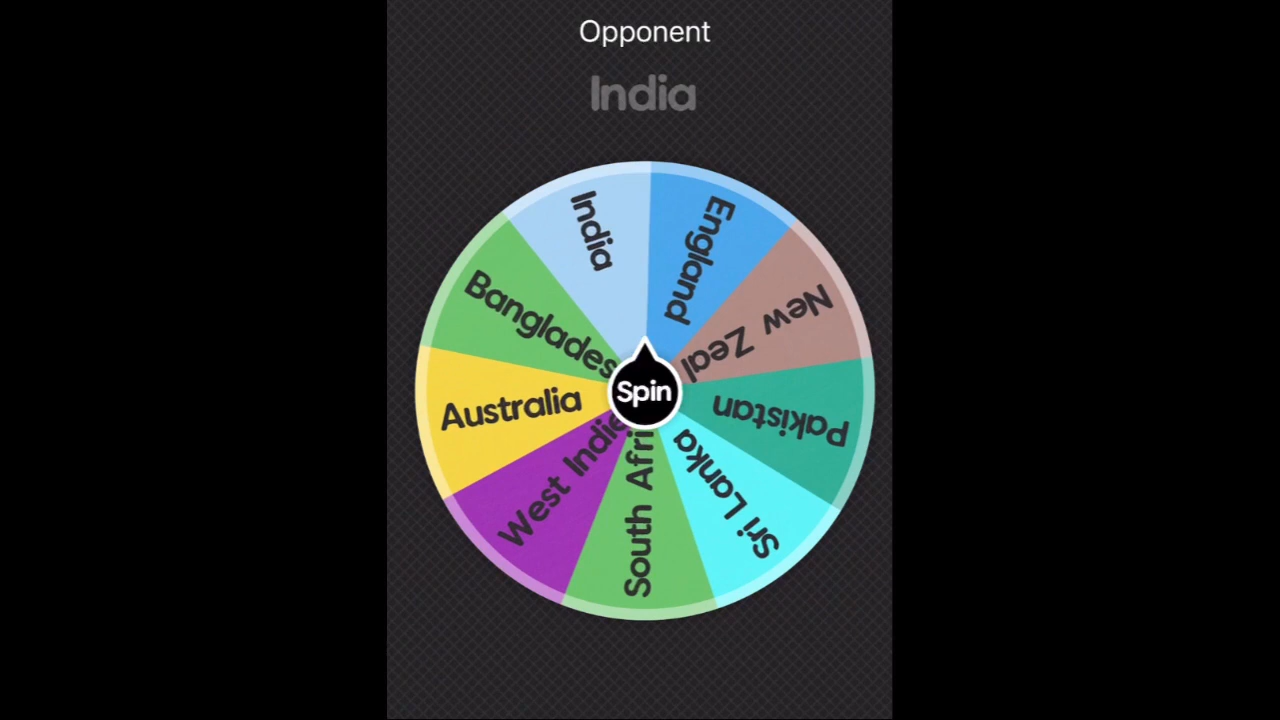 Opponent
India
India
England
New Zeal
Pakistan
Sri Lanka
South Afri
West Indie
Australia
Banglades
Spin